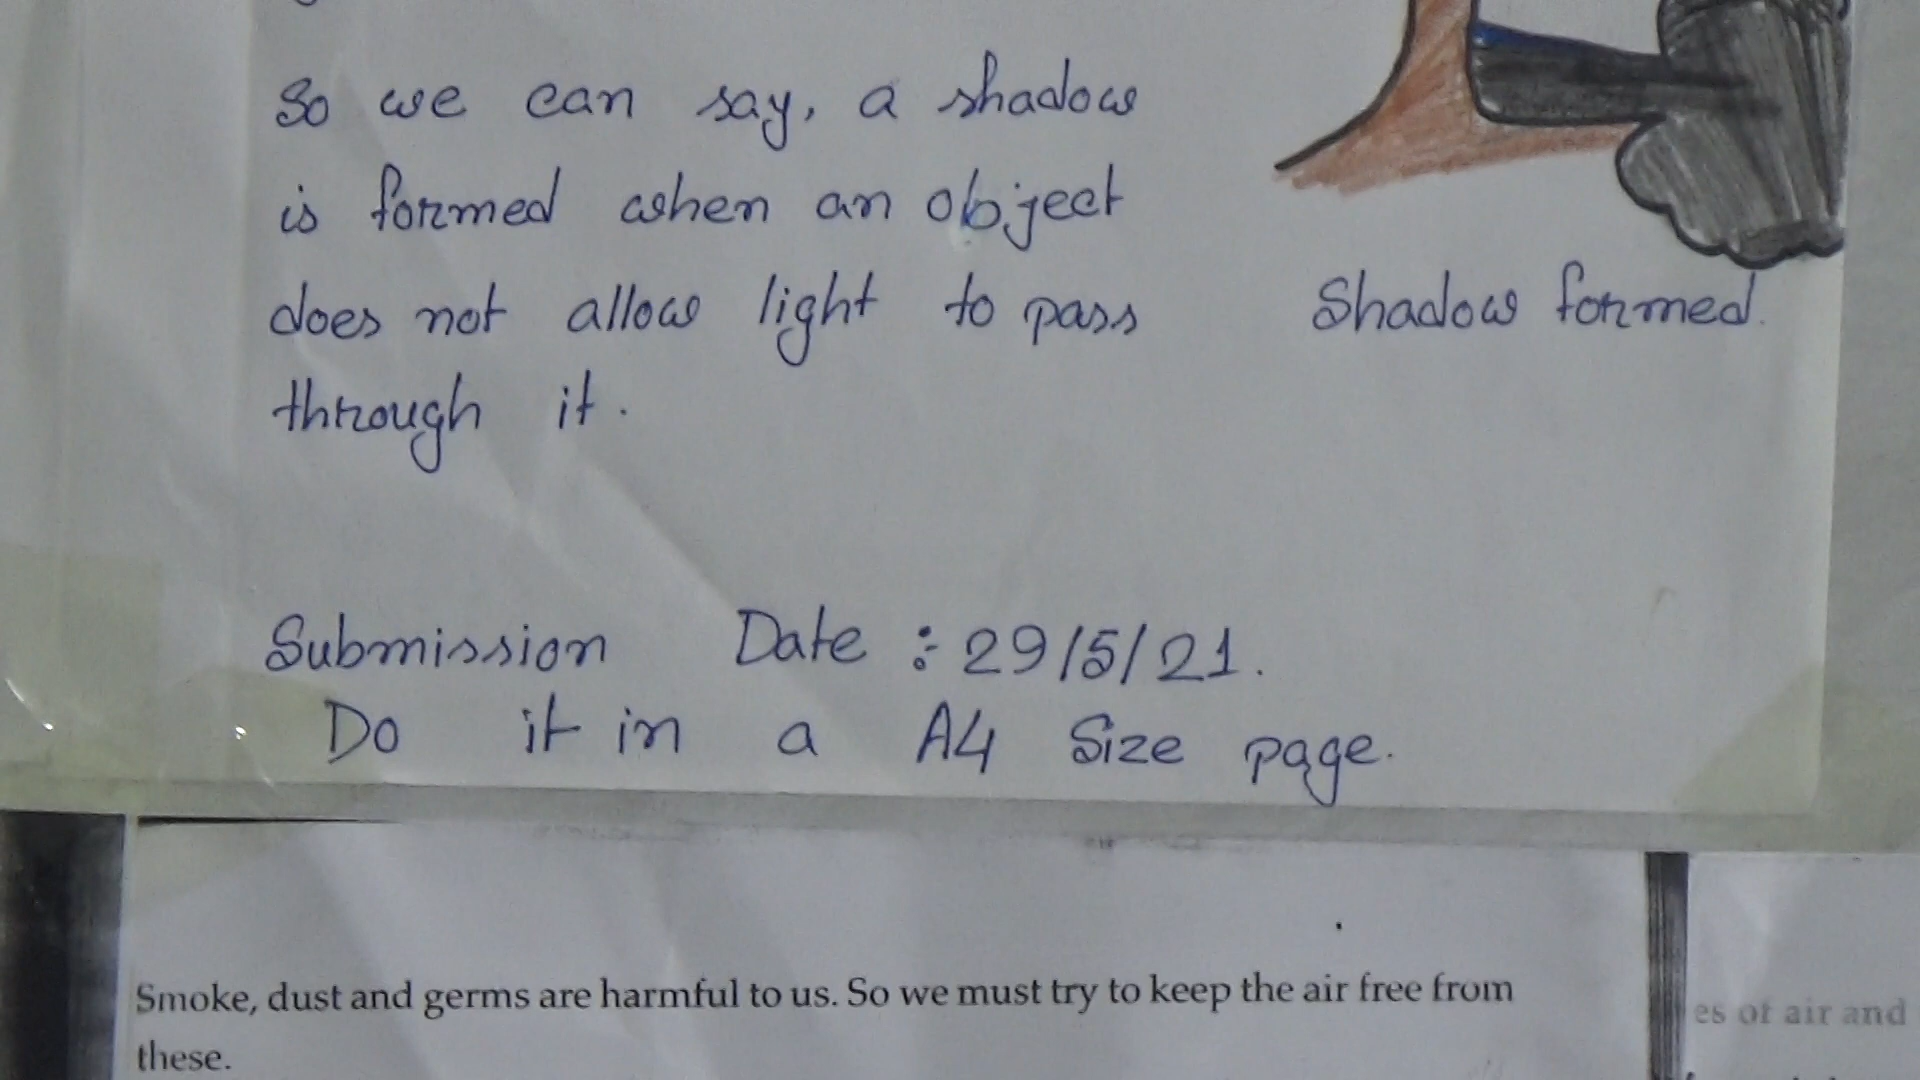 So we can say, a shadow
is formed when an object
does not allow light to pass
through it.
Shadow formed.
Submission Date : 29/5/21.
Do it in a A4 Size page.
Smoke, dust and germs are harmful to us. So we must try to keep the air free from
these.
es of air and